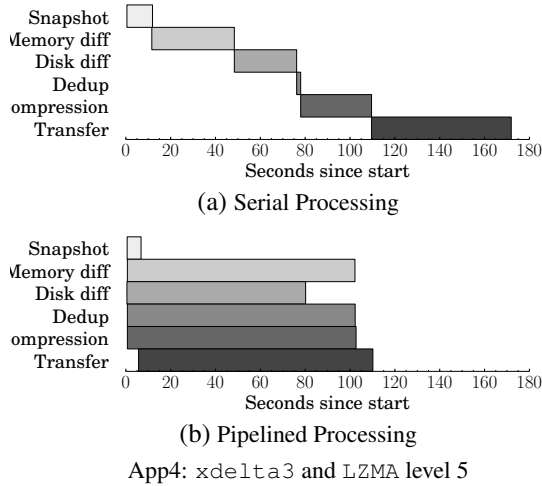 Snapshot
Memory diff
Disk diff
Dedup
ompression
Transfer
0 20 40 60 80 100 120 140 160 180
Seconds since start
(a) Serial Processing
Snapshot
Memory diff
Disk diff
Dedup
ompression
Transfer
0 20 40 60 80 100 120 140 160 180
Seconds since start
(b) Pipelined Processing
App4: xdelta3 and LZMA level 5